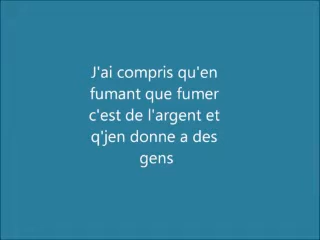 J'ai compris qu'en
fumant que fumer
c'est de l'argent et
q'jen donne a des
gens